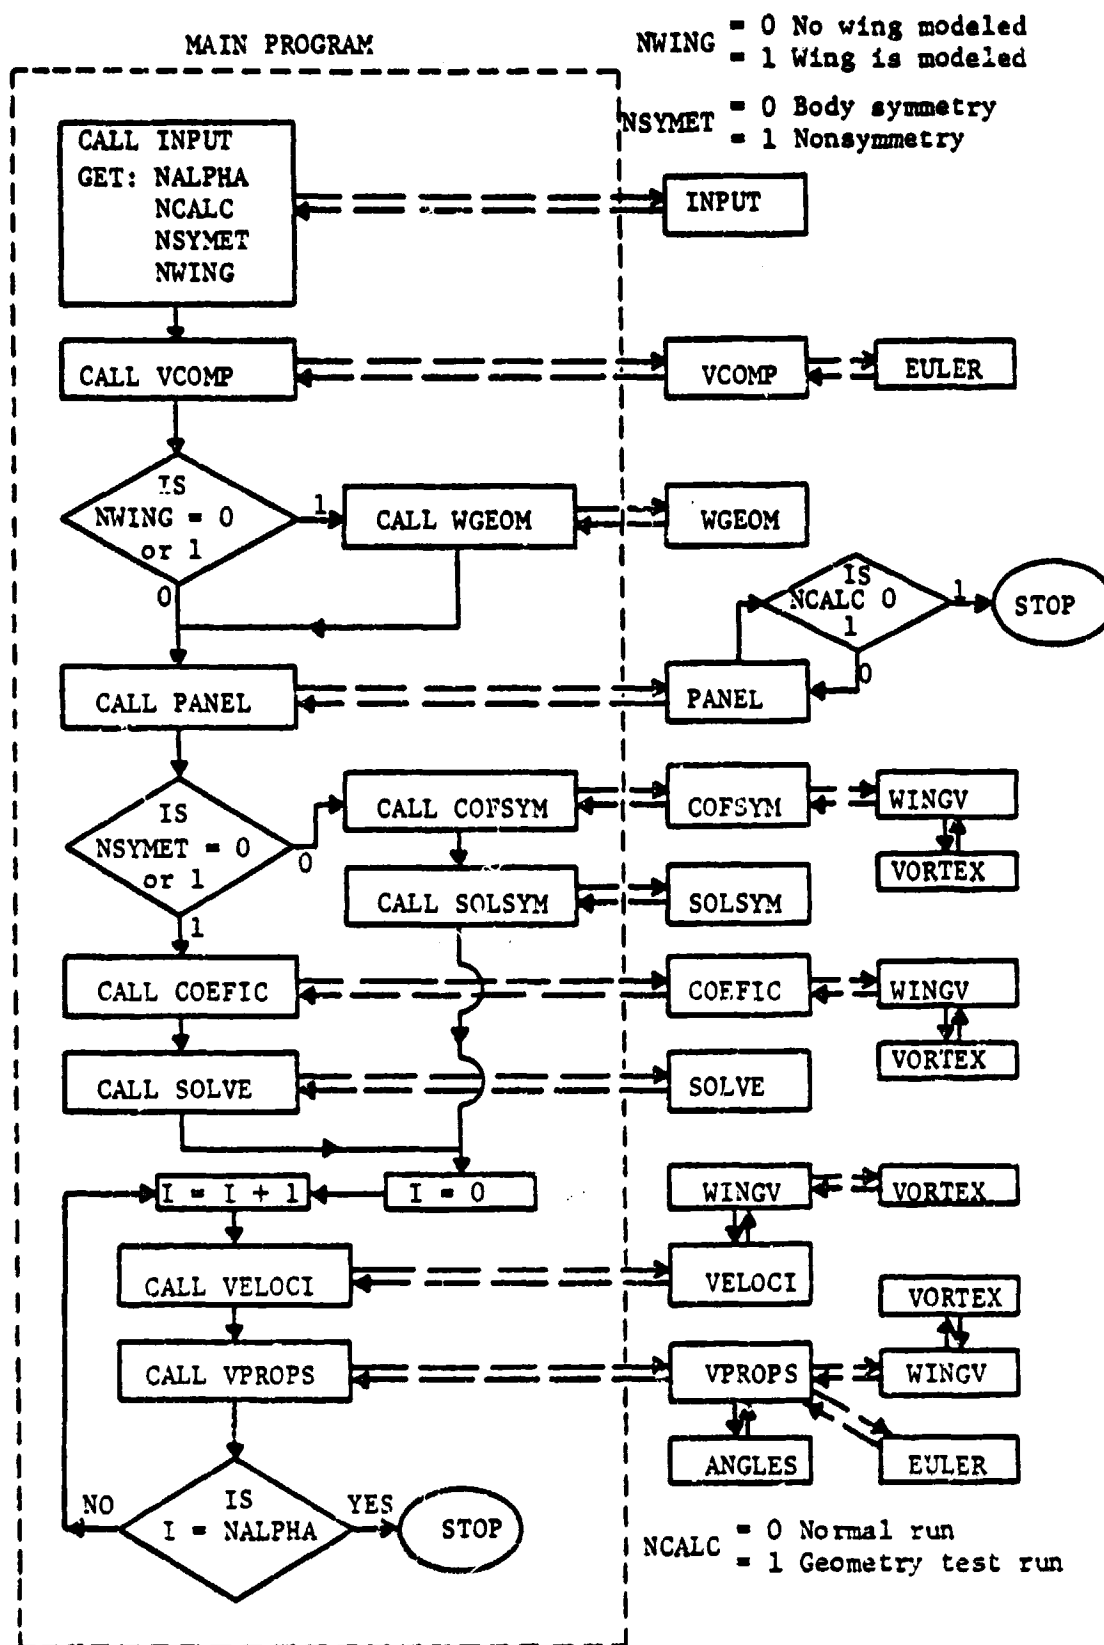 MAIN PROGRAM
NWING = 0 No wing modeled
= 1 Wing is modeled
NSYMET = 0 Body symmetry
= 1 Nonsymmetry
CALL INPUT
GET: NALPHA
NCALC
NSYMET
NWING
INPUT
CALL VCOMP
VCOMP
EULER
IS
NWING = 0
or 1
1
0
CALL WGEOM
WGEOM
IS
NCALC 0
1
1
0
STOP
CALL PANEL
PANEL
IS
NSYMET = 0
or 1
0
1
CALL COFSYM
COFSYM
WINGV
VORTEX
CALL SOLSYM
SOLSYM
CALL COEFIC
COEFIC
WINGV
VORTEX
CALL SOLVE
SOLVE
I = I + 1
I = 0
WINGV
VORTEX
CALL VELOCI
VELOCI
VORTEX
CALL VPROPS
VPROPS
WINGV
ANGLES
EULER
IS
I = NALPHA
NO
YES
STOP
NCALC = 0 Normal run
= 1 Geometry test run